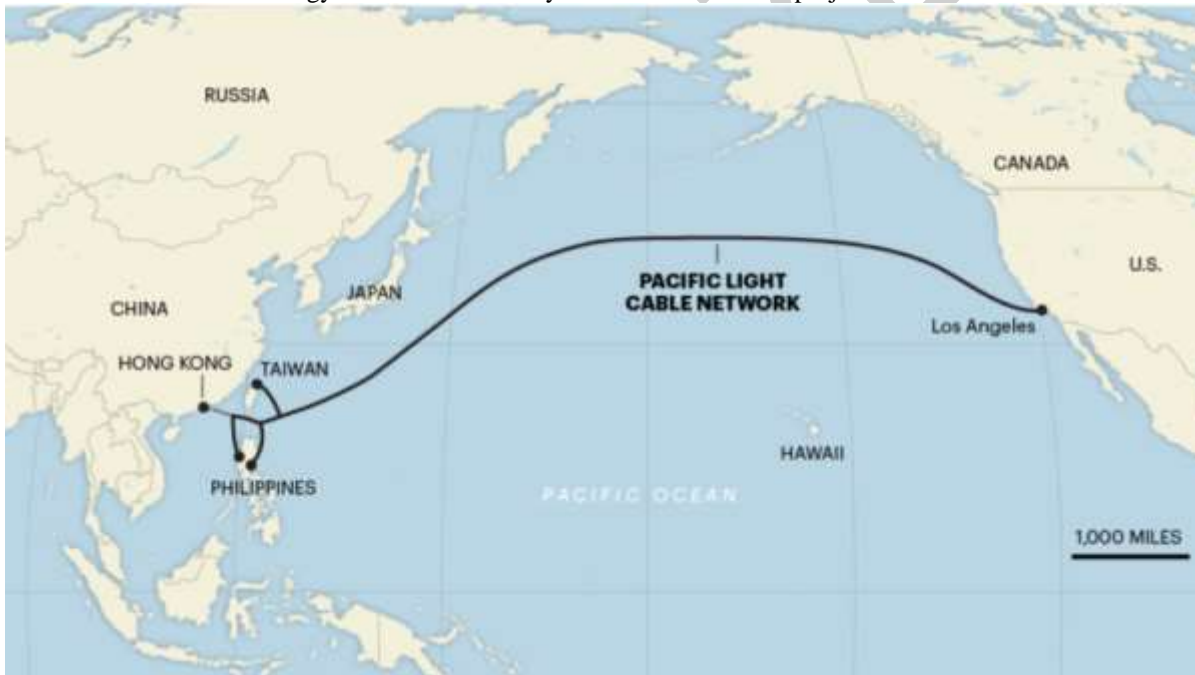 RUSSIA
CANADA
U.S.
PACIFIC LIGHT
CABLE NETWORK
JAPAN
CHINA
Los Angeles
HONG KONG
TAIWAN
HAWAII
PHILIPPINES
PACIFIC OCEAN
1,000 MILES